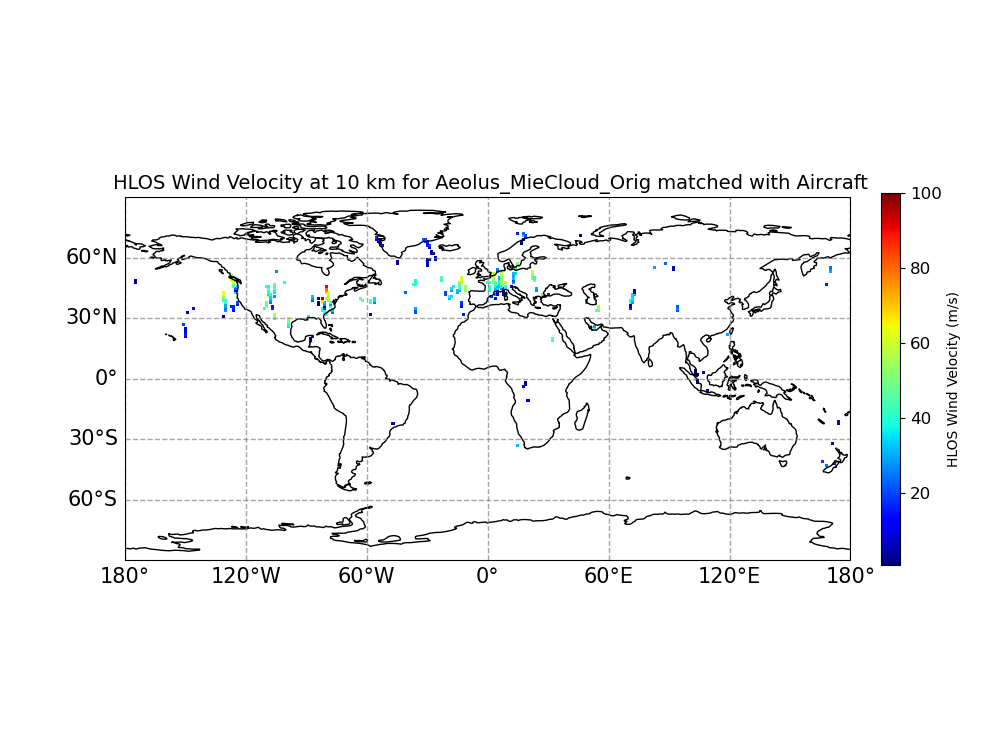 HLOS Wind Velocity at 10 km for Aeolus_MieCloud_Orig matched with Aircraft
100
80
60
40
20
HLOS Wind Velocity (m/s)
60°N
30°N
0°
30°S
60°S
180° 120°W 60°W 0° 60°E 120°E 180°